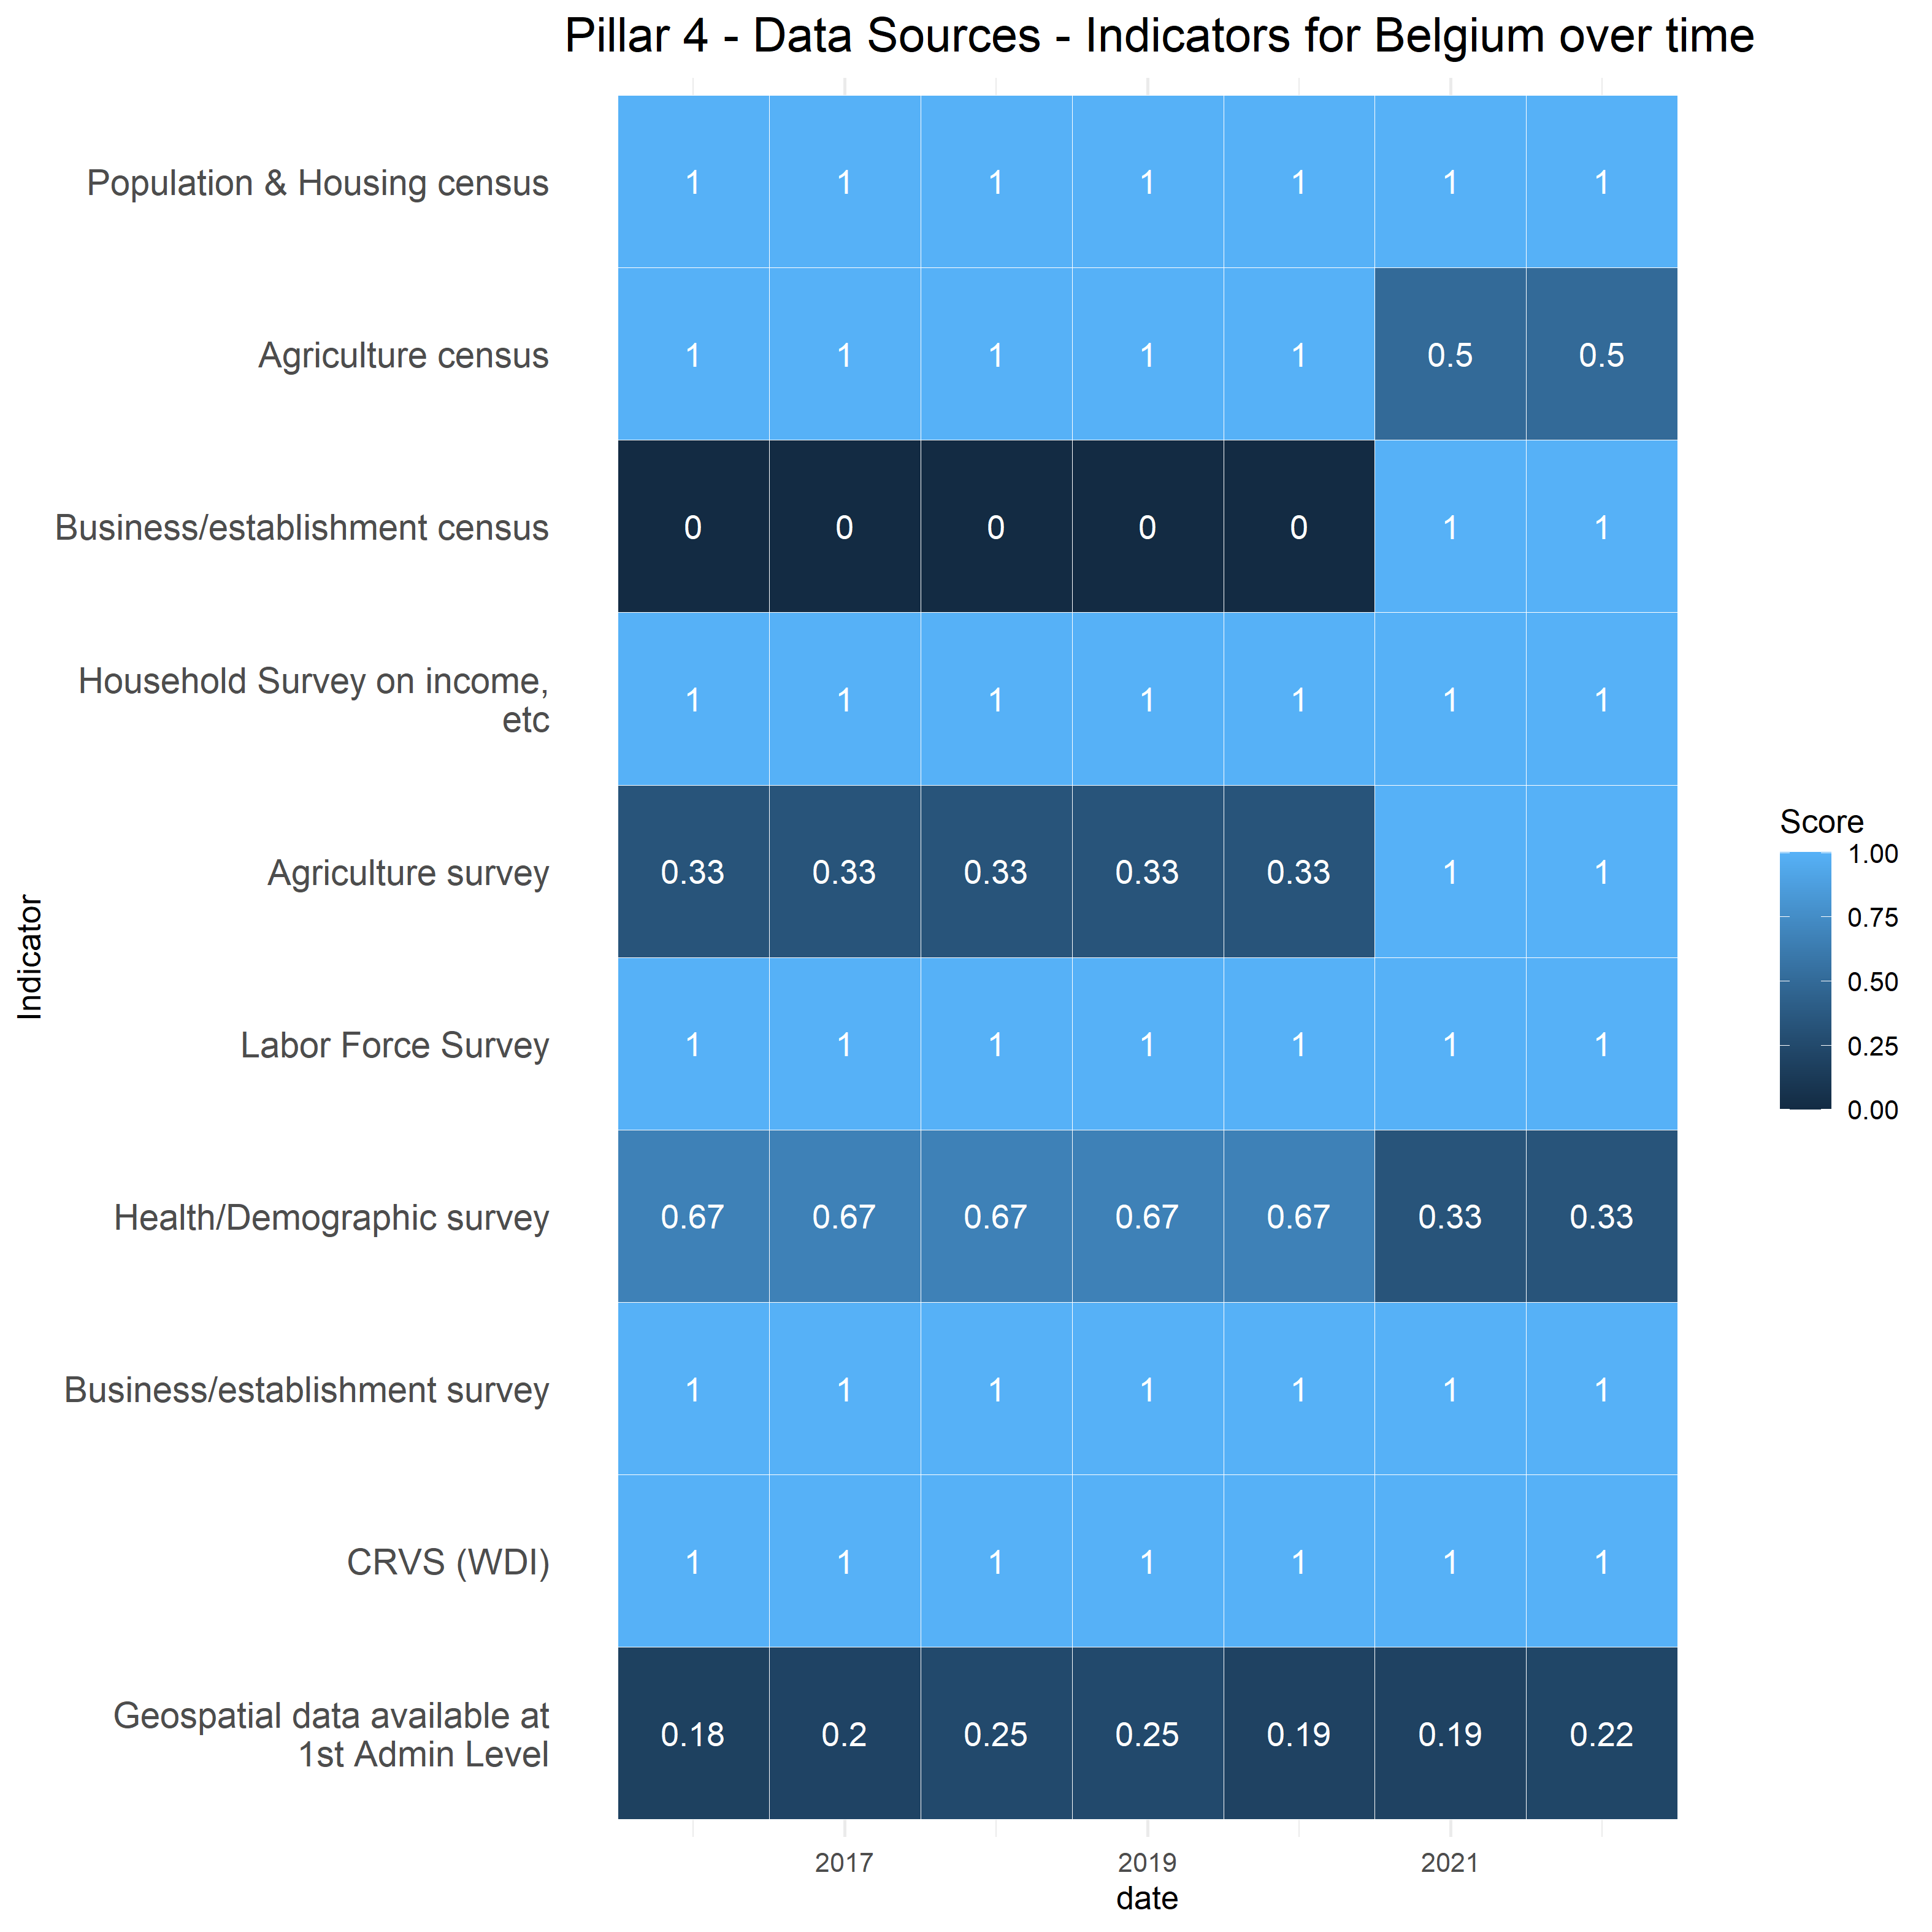 Pillar 4 - Data Sources - Indicators for Belgium over time
Population & Housing census
1 1 1 1 1 1 1
Agriculture census
1 1 1 1 1 0.5 0.5
Business/establishment census
0 0 0 0 0 1 1
Household Survey on income,
etc
1 1 1 1 1 1 1
Agriculture survey
0.33 0.33 0.33 0.33 0.33 1 1
Labor Force Survey
1 1 1 1 1 1 1
Health/Demographic survey
0.67 0.67 0.67 0.67 0.67 0.33 0.33
Business/establishment survey
1 1 1 1 1 1 1
CRVS (WDI)
1 1 1 1 1 1 1
Geospatial data available at
1st Admin Level
0.18 0.2 0.25 0.25 0.19 0.19 0.22
2017 2019 2021
date
Indicator
Score
1.00
0.75
0.50
0.25
0.00